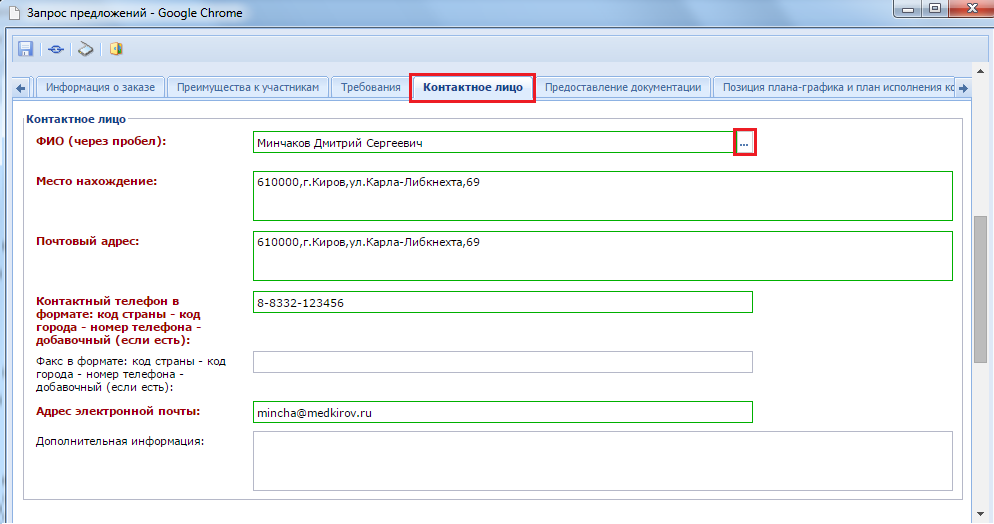 Запрос предложений - Google Chrome
Информация о заказе Преимущества к участникам Требования Контактное лицо Предоставление документации Позиция плана-графика и план исполнения ко
Контактное лицо
ФИО (через пробел): Минчаков Дмитрий Сергеевич ...
Место нахождение: 610000,г.Киров,ул.Карла-Либкнехта,69
Почтовый адрес: 610000,г.Киров,ул.Карла-Либкнехта,69
Контактный телефон в 8-8332-123456
формате: код страны - код
города - номер телефона -
добавочный (если есть):
Факс в формате: код страны - код
города - номер телефона -
добавочный (если есть):
Адрес электронной почты: mincha@medkirov.ru
Дополнительная информация: